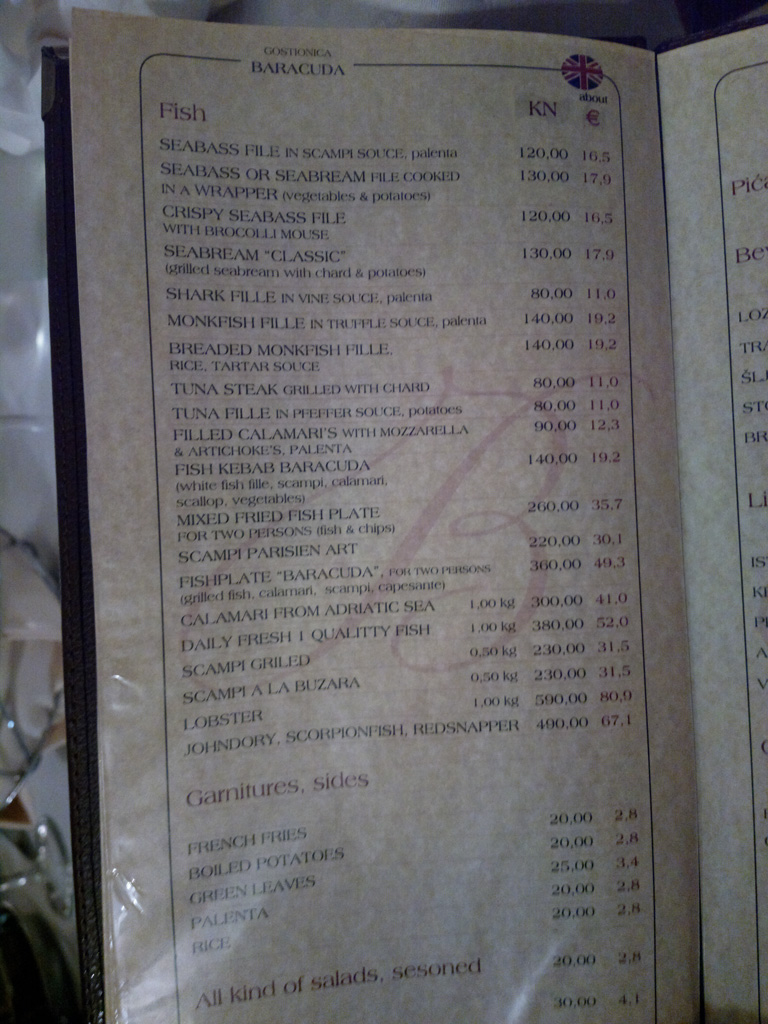 GOSTIONICA
BARACUDA
about
Fish KN €
SEABASS FILE IN SCAMPI SOUCE, palenta 120,00 16,5
SEABASS OR SEABREAM FILE COOKED 130,00 17,9
IN A WRAPPER (vegetables & potatoes)
CRISPY SEABASS FILE 120,00 16,5
WITH BROCOLLI MOUSE
SEABREAM "CLASSIC" 130,00 17,9
(grilled seabream with chard & potatoes)
SHARK FILLE IN VINE SOUCE, palenta 80,00 11,0
MONKFISH FILLE IN TRUFFLE SOUCE, palenta 140,00 19,2
BREADED MONKFISH FILLE, 140,00 19,2
RICE, TARTAR SOUCE
TUNA STEAK GRILLED WITH CHARD 80,00 11,0
TUNA FILLE IN PFEFFER SOUCE, potatoes 80,00 11,0
FILLED CALAMARI'S WITH MOZZARELLA 90,00 12,3
& ARTICHOKE'S, PALENTA
FISH KEBAB BARACUDA 140,00 19,2
(white fish fille, scampi, calamari,
scallop, vegetables)
MIXED FRIED FISH PLATE 260,00 35,7
FOR TWO PERSONS (fish & chips)
SCAMPI PARISIEN ART 220,00 30,1
FISHPLATE "BARACUDA", FOR TWO PERSONS 360,00 49,3
(grilled fish, calamari, scampi, capesante)
CALAMARI FROM ADRIATIC SEA 1,00 kg 300,00 41,0
DAILY FRESH I QUALITTY FISH 1,00 kg 380,00 52,0
SCAMPI GRILED 0,50 kg 230,00 31,5
SCAMPI A LA BUZARA 0,50 kg 230,00 31,5
LOBSTER 1,00 kg 590,00 80,9
JOHNDORY, SCORPIONFISH, REDSNAPPER 490,00 67,1
Garnitures, sides
FRENCH FRIES 20,00 2,8
BOILED POTATOES 20,00 2,8
GREEN LEAVES 25,00 3,4
PALENTA 20,00 2,8
RICE 20,00 2,8
All kind of salads, sesoned 20,00 2,8
30,00 4,1